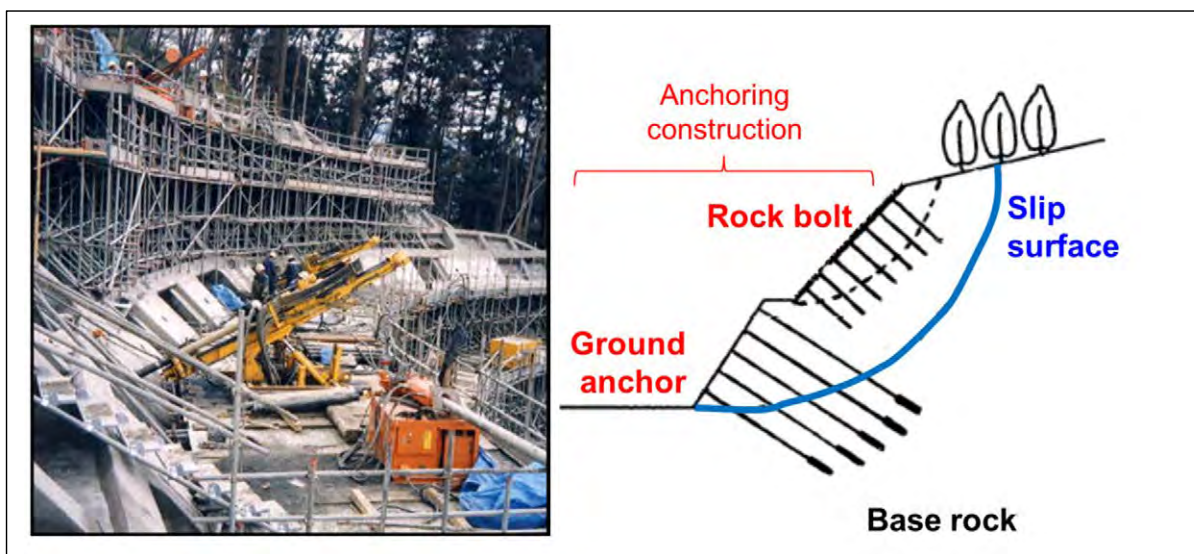 Anchoring
construction
Rock bolt
Slip
surface
Ground
anchor
Base rock